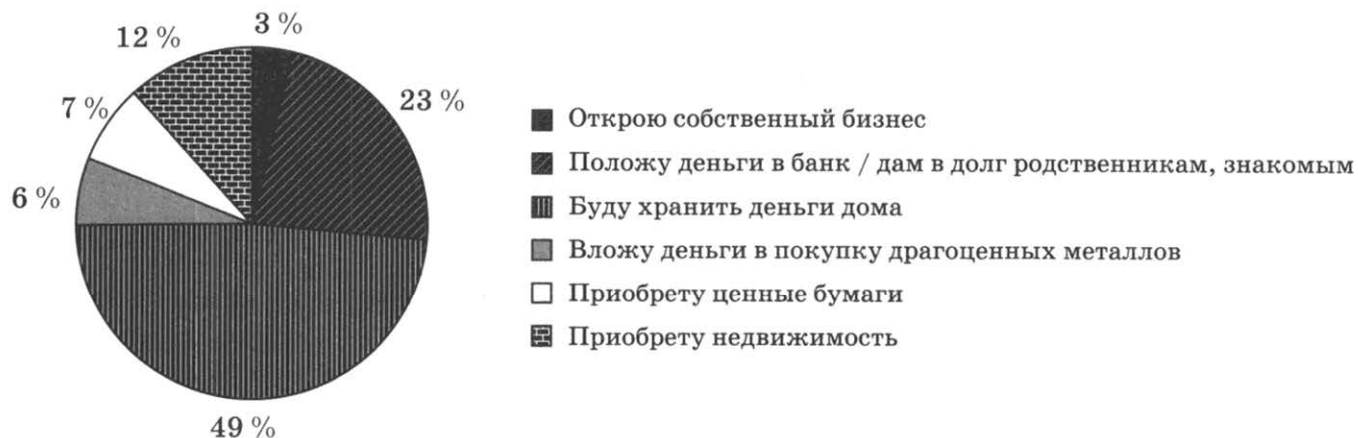 12 %
3 %
7 %
23 %
6 %
49 %
Открою собственный бизнес
Положу деньги в банк / дам в долг родственникам, знакомым
Буду хранить деньги дома
Вложу деньги в покупку драгоценных металлов
Приобрету ценные бумаги
Приобрету недвижимость